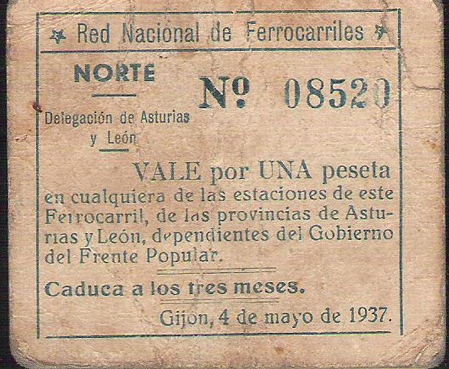 ★ Red Nacional de Ferrocarriles ★
NORTE
Nº 08520
Delegación de Asturias
y León
VALE por UNA peseta
en cualquiera de las estaciones de este
Ferrocarril, de las provincias de Astu-
rias y León, dependientes del Gobierno
del Frente Popular.
Caduca a los tres meses.
Gijon, 4 de mayo de 1937.